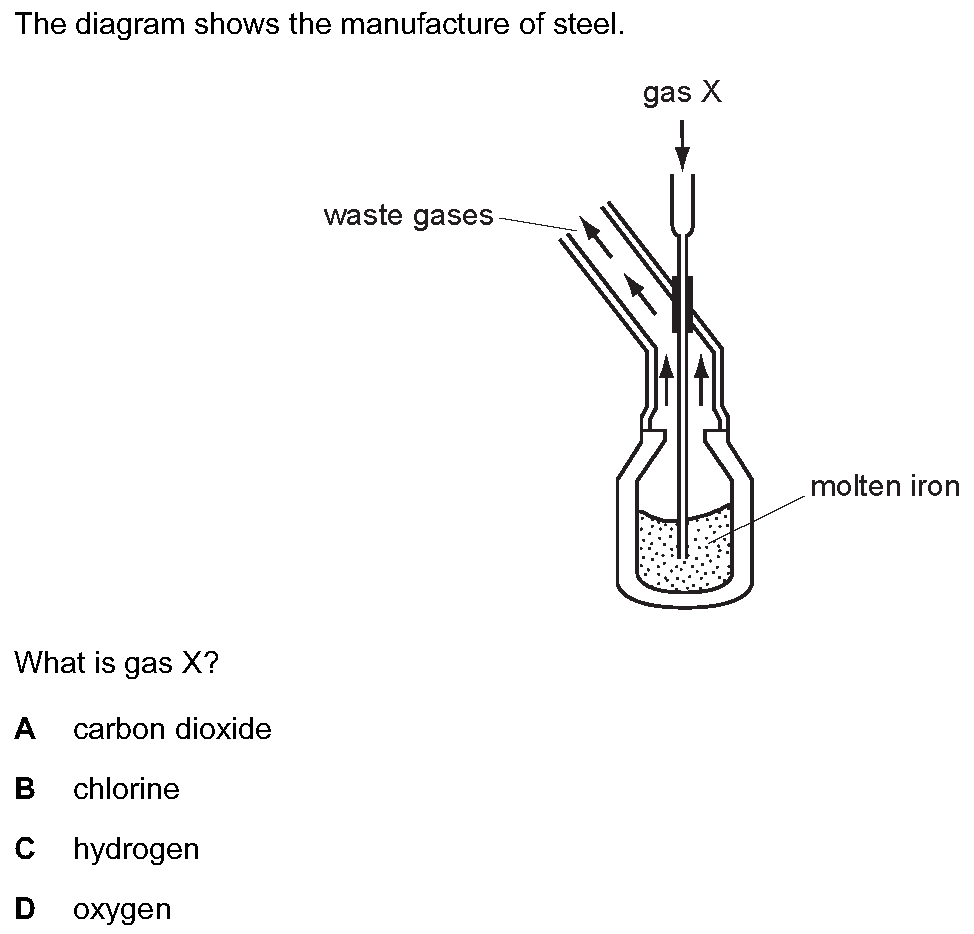 The diagram shows the manufacture of steel.
gas X
waste gases
molten iron
What is gas X?
A carbon dioxide
B chlorine
C hydrogen
D oxygen